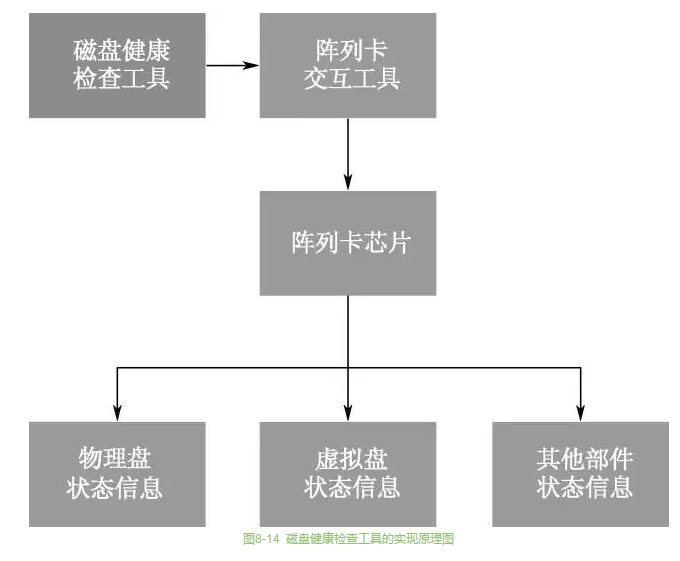 磁盘健康
检查工具
阵列卡
交互工具
阵列卡芯片
物理盘
状态信息
虚拟盘
状态信息
其他部件
状态信息
图8-14 磁盘健康检查工具的实现原理图